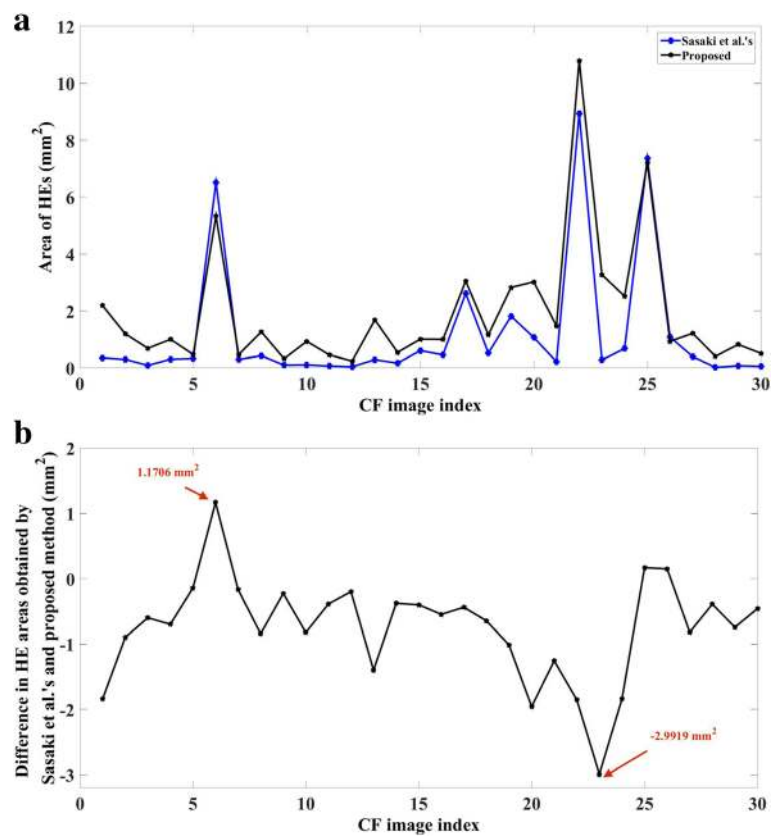 a
12
10
8
6
4
2
0
Area of HEs (mm²)
Sasaki et al.'s
Proposed
0 5 10 15 20 25 30
CF image index
b
2
1
0
-1
-2
-3
Difference in HE areas obtained by
Sasaki et al.'s and proposed method (mm²)
1.1706 mm²
-2.9919 mm²
0 5 10 15 20 25 30
CF image index